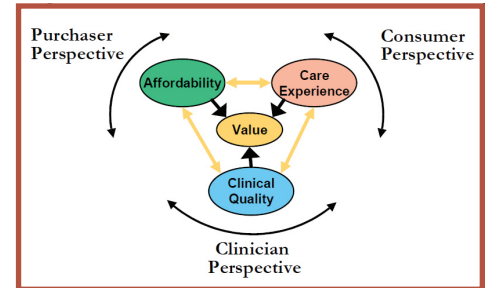 Purchaser
Perspective
Consumer
Perspective
Affordability
Care
Experience
Value
Clinical
Quality
Clinician
Perspective